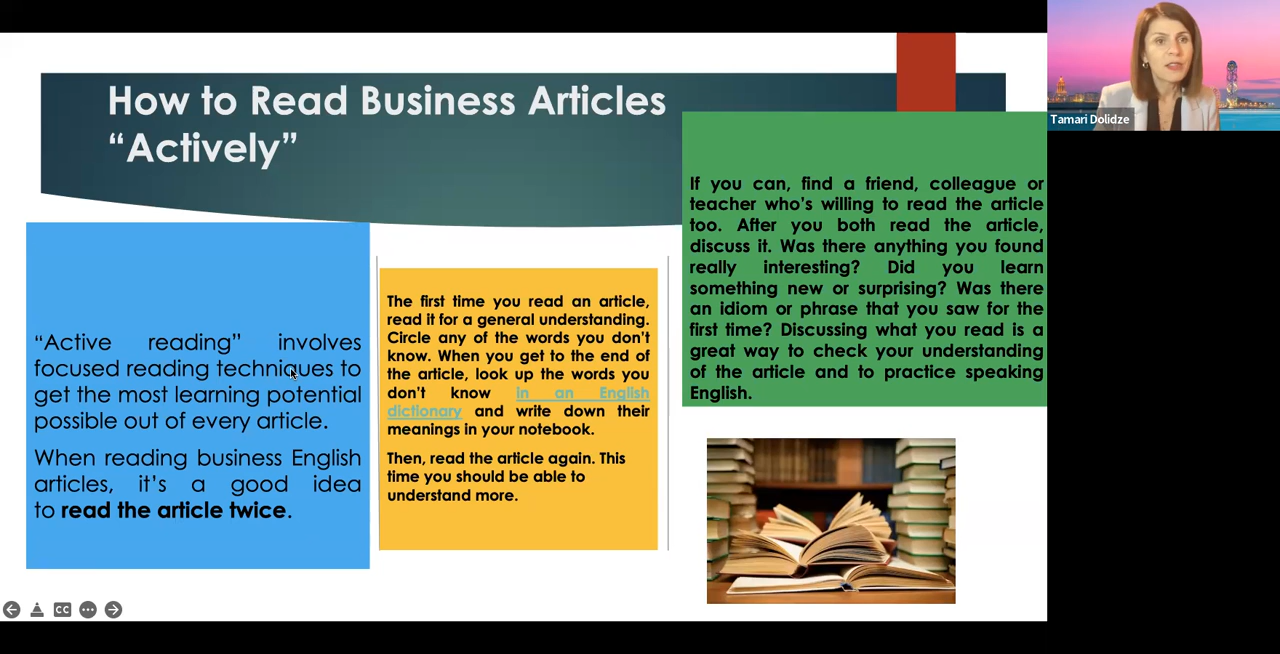 How to Read Business Articles
“Actively”
“Active reading” involves
focused reading techniques to
get the most learning potential
possible out of every article.
When reading business English
articles, it’s a good idea
to read the article twice.
The first time you read an article,
read it for a general understanding.
Circle any of the words you don’t
know. When you get to the end of
the article, look up the words you
don’t know in an English
dictionary and write down their
meanings in your notebook.
Then, read the article again. This
time you should be able to
understand more.
If you can, find a friend, colleague or
teacher who’s willing to read the article
too. After you both read the article,
discuss it. Was there anything you found
really interesting? Did you learn
something new or surprising? Was there
an idiom or phrase that you saw for the
first time? Discussing what you read is a
great way to check your understanding
of the article and to practice speaking
English.
Tamari Dolidze
CC